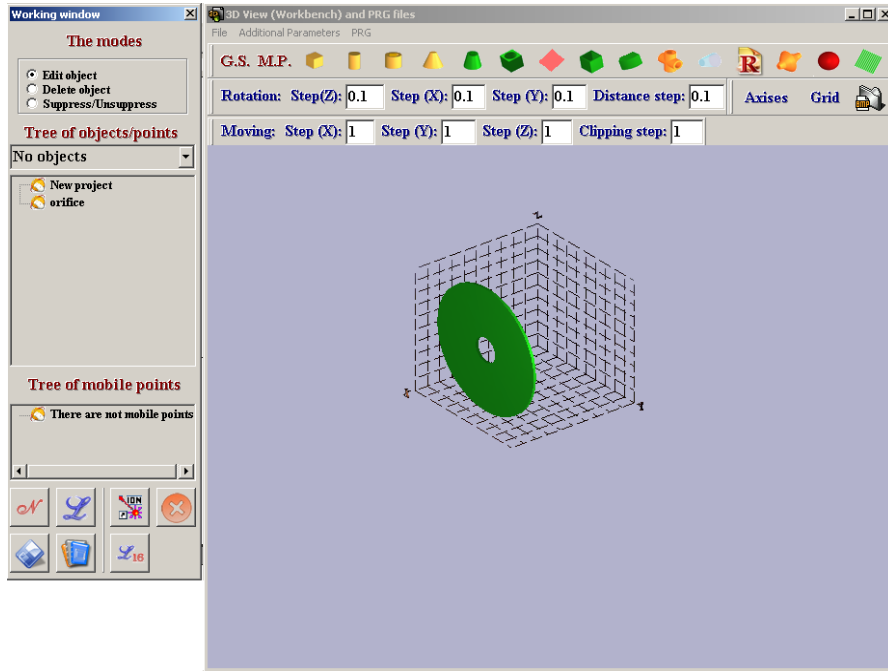 Working window
The modes
Edit object
Delete object
Suppress/Unsuppress
Tree of objects/points
No objects
New project
orifice
Tree of mobile points
There are not mobile points
N
L
ION
L16
3D View (Workbench) and PRG files
File Additional Parameters PRG
G.S. M.P. R
Rotation: Step(Z): 0.1 Step (X): 0.1 Step (Y): 0.1 Distance step: 0.1 Axises Grid
Moving: Step (X): 1 Step (Y): 1 Step (Z): 1 Clipping step: 1
Z
X
Y